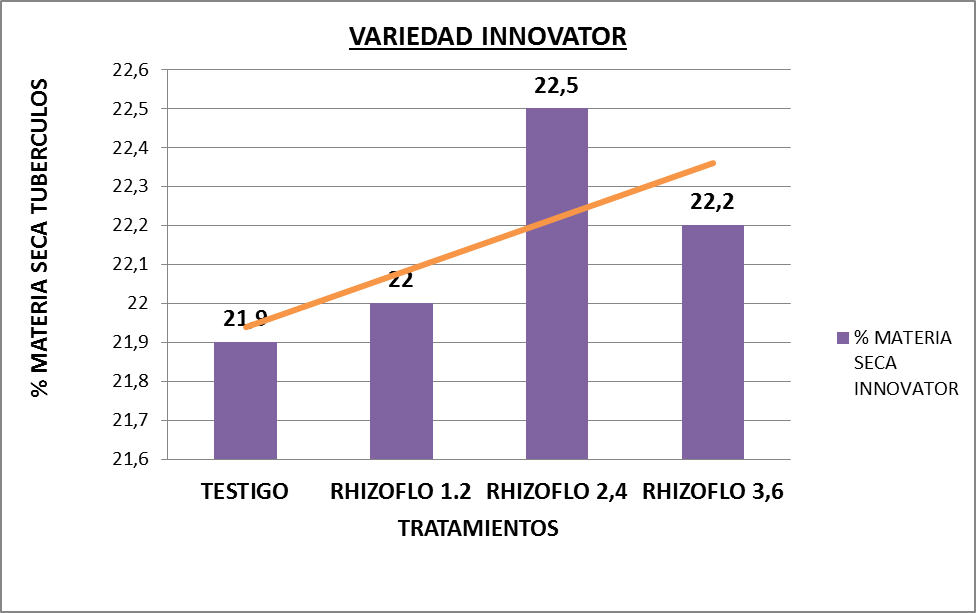 VARIEDAD INNOVATOR
% MATERIA SECA TUBERCULOS
22,6
22,5
22,4
22,3
22,2
22,1
22
21,9
21,8
21,7
21,6
21,9
22
22,5
22,2
TESTIGO RHIZOFLO 1.2 RHIZOFLO 2,4 RHIZOFLO 3,6
TRATAMIENTOS
% MATERIA
SECA
INNOVATOR